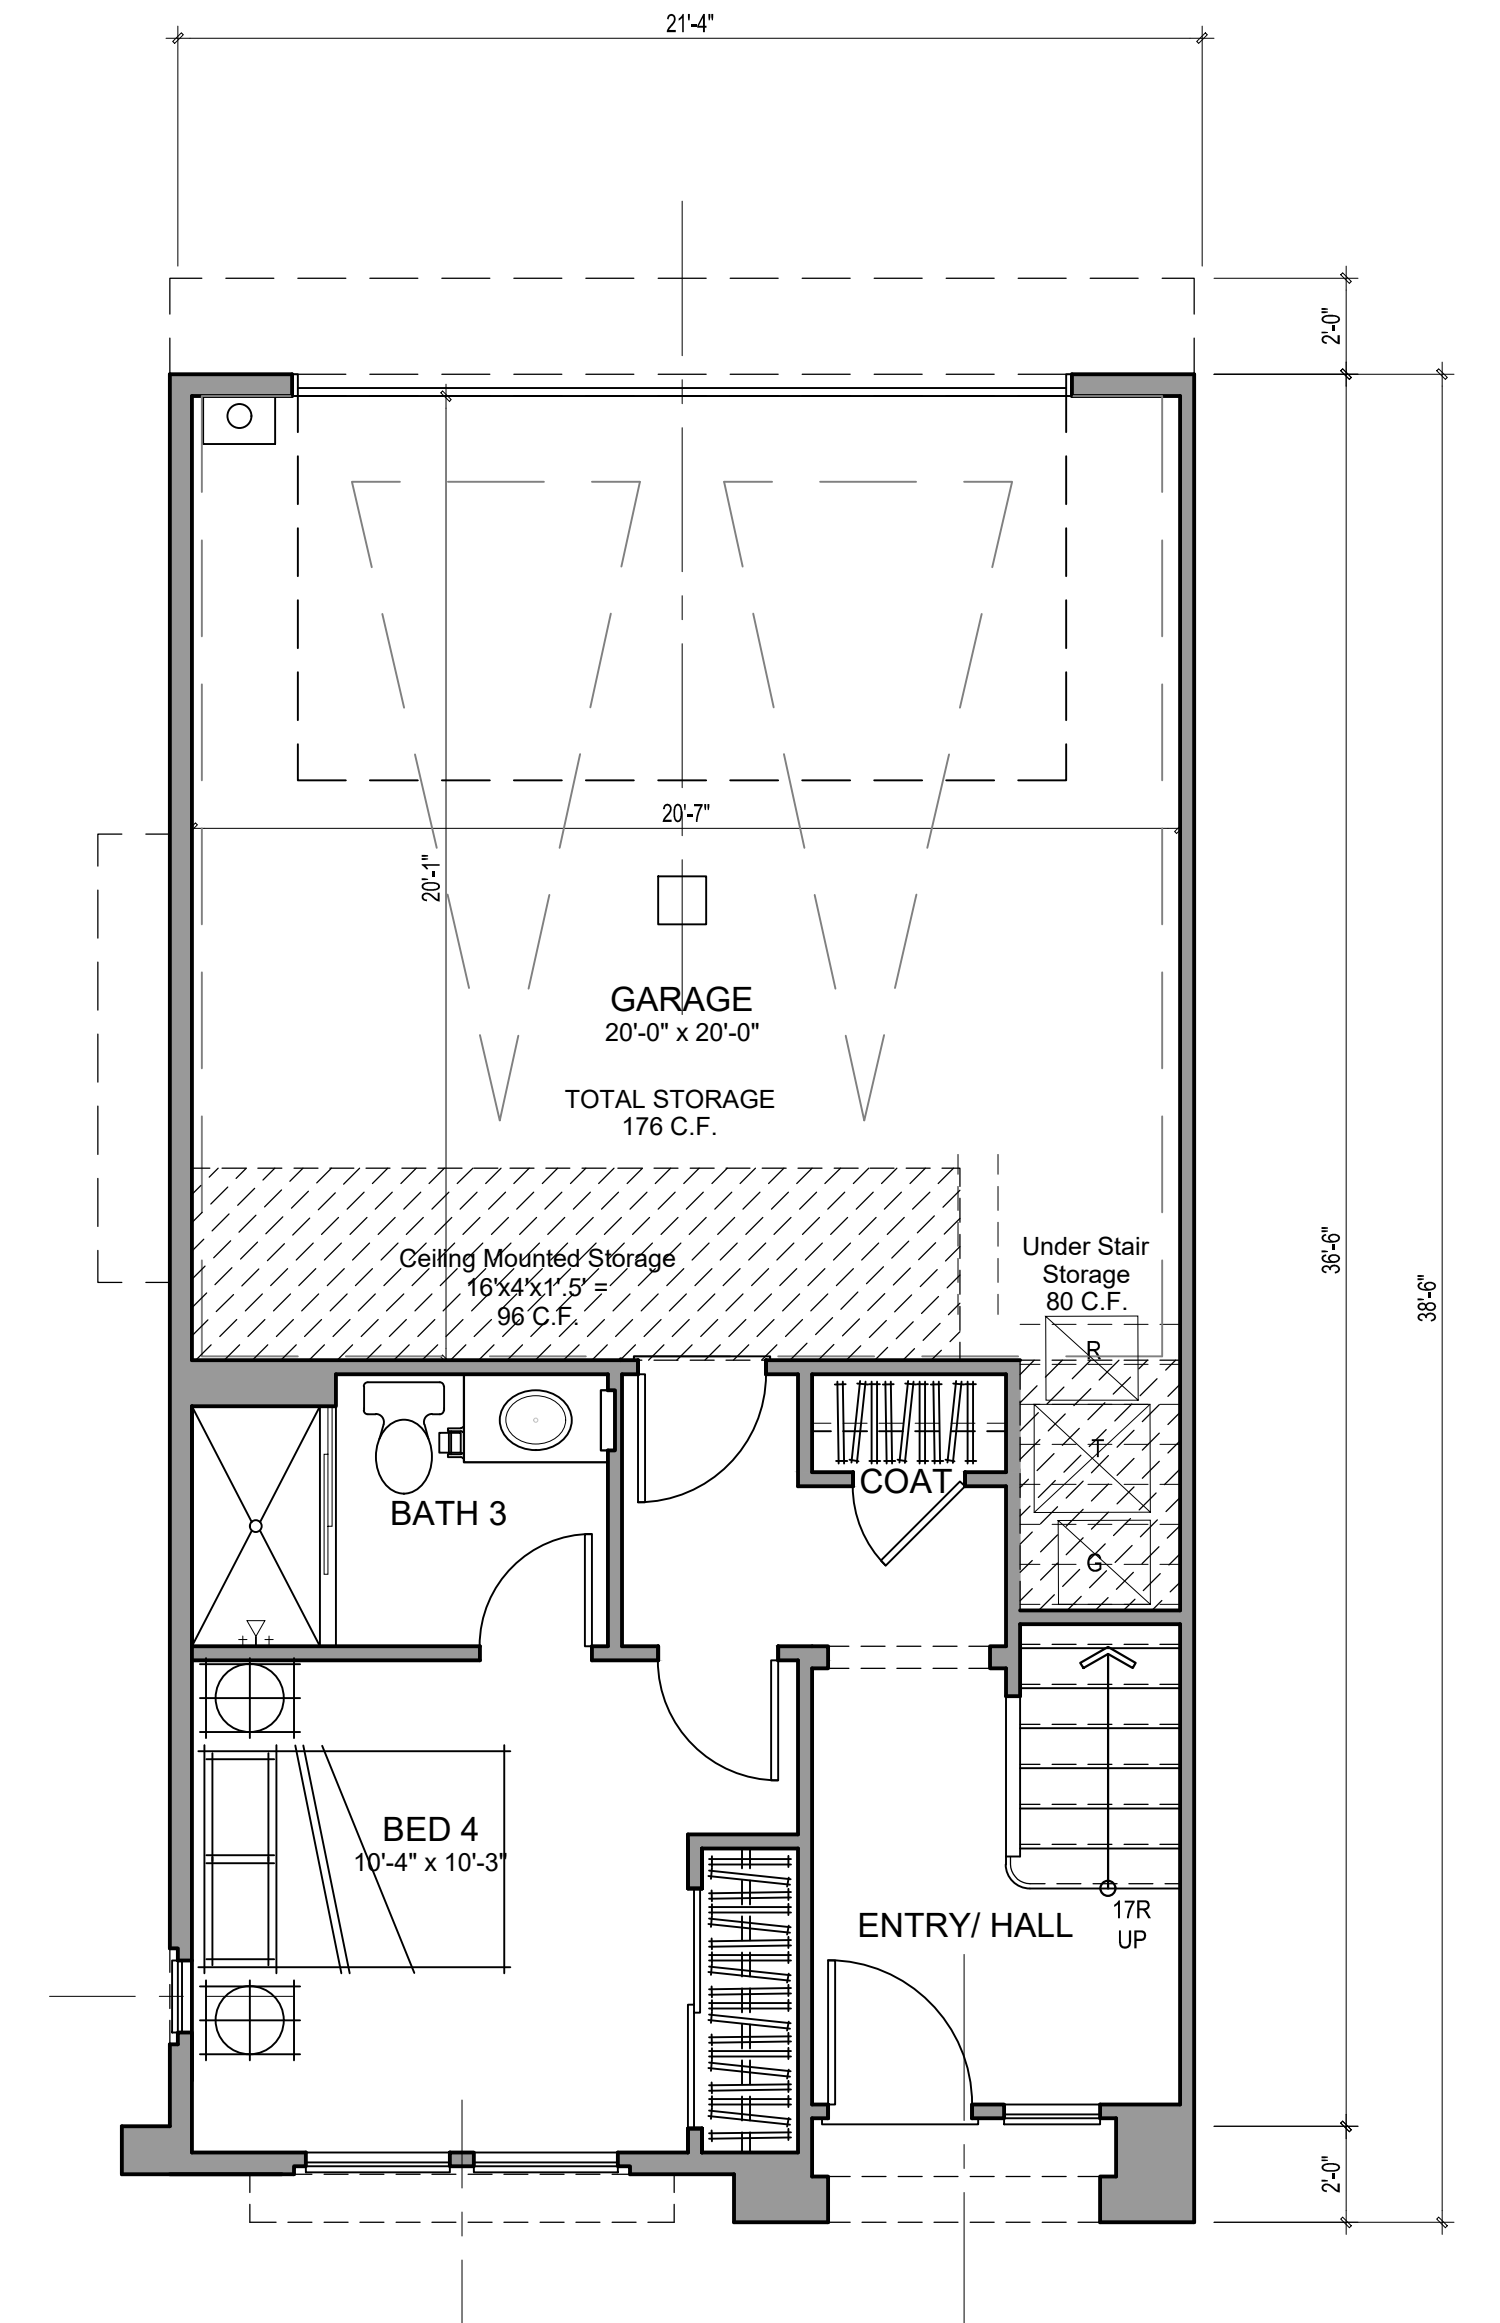 21'-4"
2'-0"
20'-7"
20'-1"
GARAGE
20'-0" x 20'-0"
TOTAL STORAGE
176 C.F.
Ceiling Mounted Storage
16'x4'x1'.5' =
96 C.F.
Under Stair
Storage
80 C.F.
36'-6"
38'-6"
R
T
G
COAT
BATH 3
BED 4
10'-4" x 10'-3"
ENTRY/ HALL
17R
UP
2'-0"